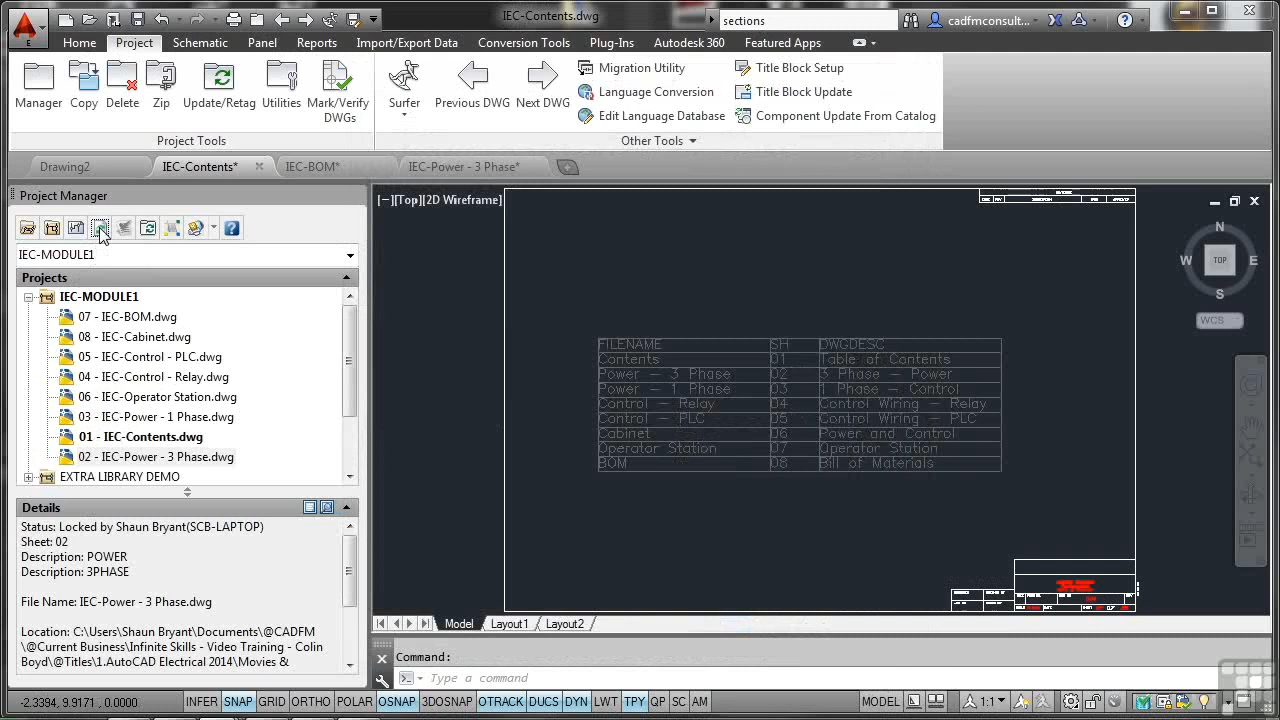 IEC-Contents.dwg
sections
cadfmconsult...
E
Home Project Schematic Panel Reports Import/Export Data Conversion Tools Plug-Ins Autodesk 360 Featured Apps
Manager Copy Delete Zip Update/Retag Utilities Mark/Verify DWGs
Project Tools
Surfer Previous DWG Next DWG
Migration Utility Title Block Setup
Language Conversion Title Block Update
Edit Language Database Component Update From Catalog
Other Tools
Drawing2 IEC-Contents* IEC-BOM* IEC-Power - 3 Phase*
Project Manager
IEC-MODULE1
Projects
IEC-MODULE1
07 - IEC-BOM.dwg
08 - IEC-Cabinet.dwg
05 - IEC-Control - PLC.dwg
04 - IEC-Control - Relay.dwg
06 - IEC-Operator Station.dwg
03 - IEC-Power - 1 Phase.dwg
01 - IEC-Contents.dwg
02 - IEC-Power - 3 Phase.dwg
EXTRA LIBRARY DEMO
Details
Status: Locked by Shaun Bryant(SCB-LAPTOP)
Sheet: 02
Description: POWER
Description: 3PHASE
File Name: IEC-Power - 3 Phase.dwg
Location: C:\Users\Shaun Bryant\Documents\@CADFM
\@Current Business\Infinite Skills - Video Training - Colin
Boyd\@Titles\1.AutoCAD Electrical 2014\Movies &
[−][Top][2D Wireframe]
N
W TOP E
S
WCS
FILENAME SH DWGDESC
Contents 01 Table of Contents
Power – 3 Phase 02 3 Phase – Power
Power – 1 Phase 03 1 Phase – Control
Control – Relay 04 Control Wiring – Relay
Control – PLC 05 Control Wiring – PLC
Cabinet 06 Power and Control
Operator Station 07 Operator Station
BOM 08 Bill of Materials
Model Layout1 Layout2
Command:
Type a command
-2.3394, 9.9171, 0.0000 INFER SNAP GRID ORTHO POLAR OSNAP 3DOSNAP OTRACK DUCS DYN LWT TPY QP SC AM MODEL 1:1